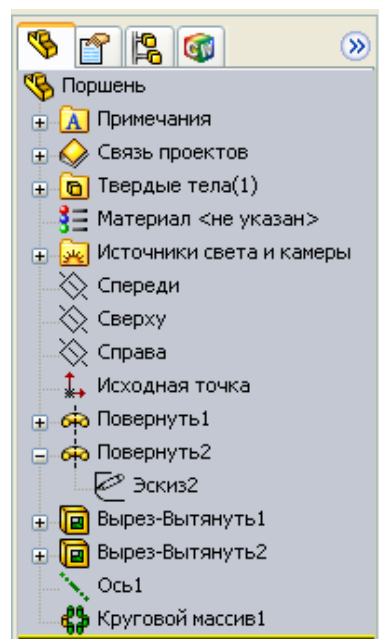 Поршень
Примечания
Связь проектов
Твердые тела(1)
Материал <не указан>
Источники света и камеры
Спереди
Сверху
Справа
Исходная точка
Повернуть1
Повернуть2
Эскиз2
Вырез-Вытянуть1
Вырез-Вытянуть2
Ось1
Круговой массив1